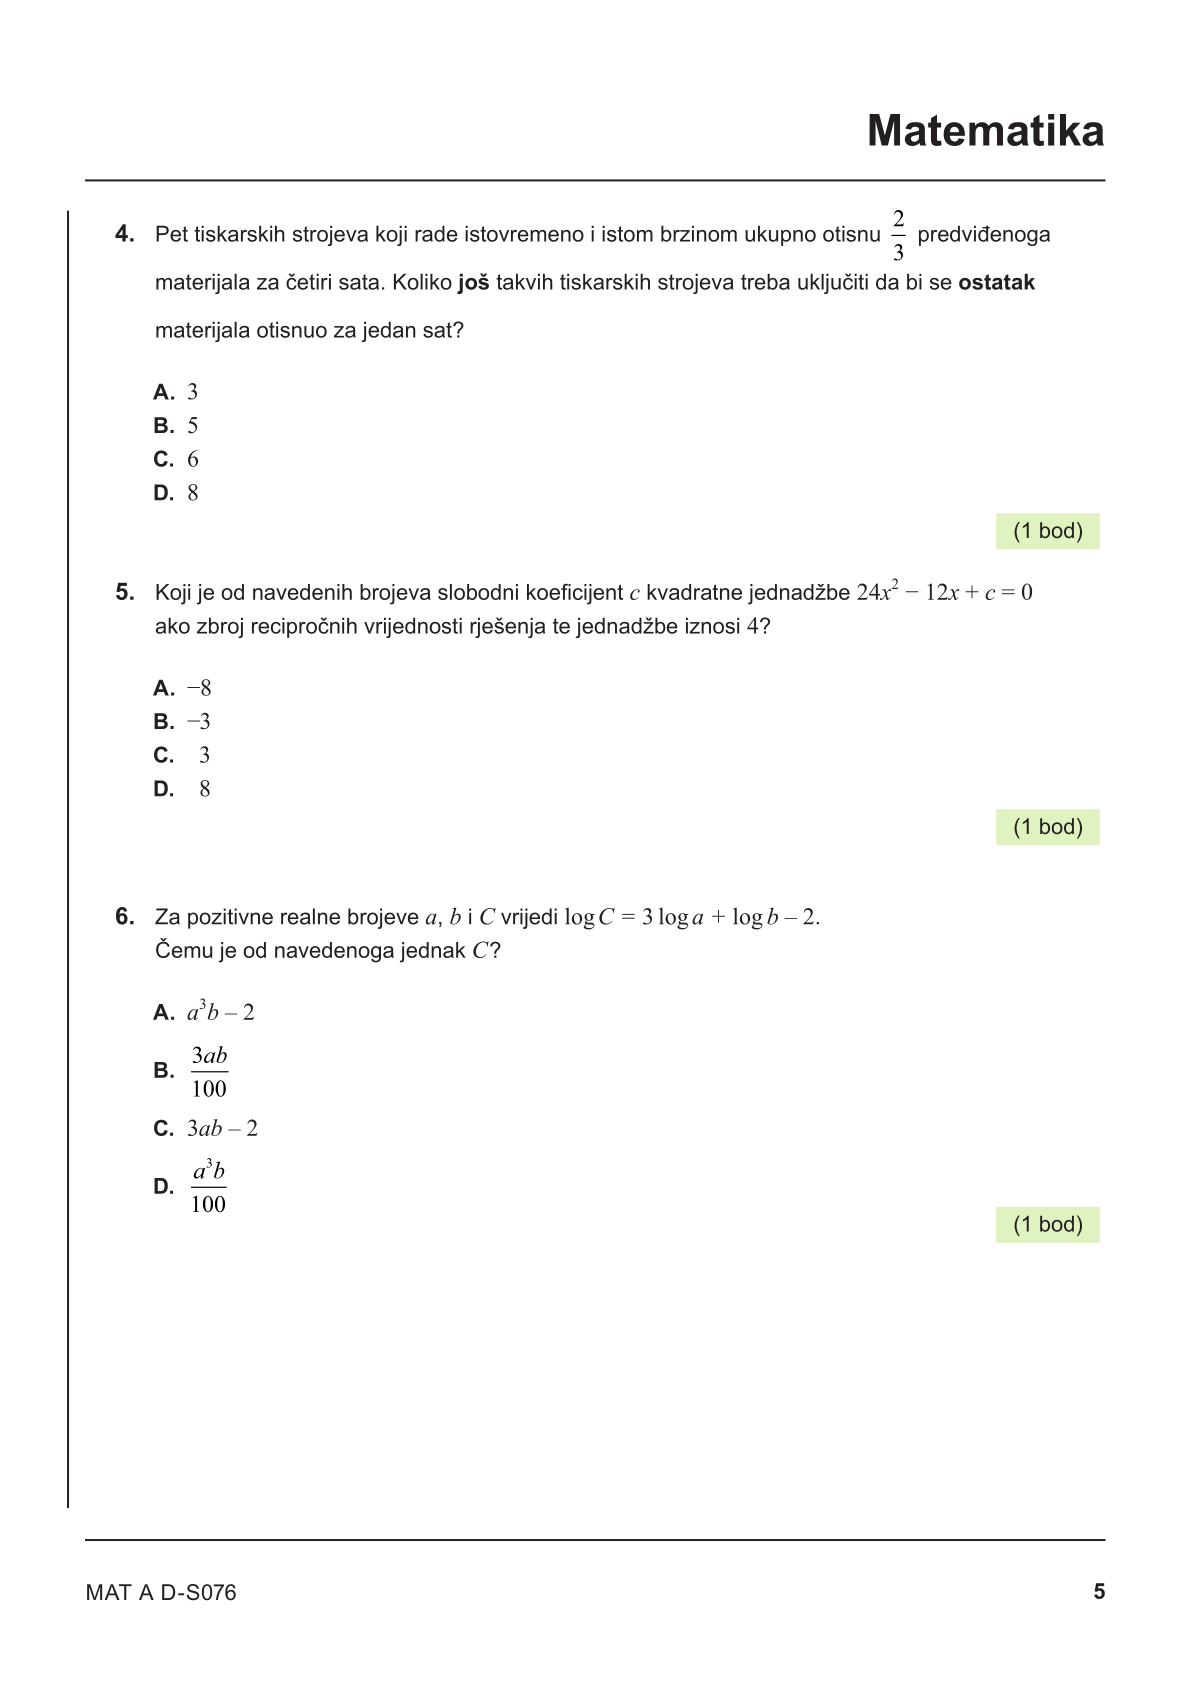 Matematika
4. Pet tiskarskih strojeva koji rade istovremeno i istom brzinom ukupno otisnu 2/3 predviđenoga
materijala za četiri sata. Koliko još takvih tiskarskih strojeva treba uključiti da bi se ostatak
materijala otisnuo za jedan sat?
A. 3
B. 5
C. 6
D. 8
(1 bod)
5. Koji je od navedenih brojeva slobodni koeficijent c kvadratne jednadžbe 24x² − 12x + c = 0
ako zbroj recipročnih vrijednosti rješenja te jednadžbe iznosi 4?
A. −8
B. −3
C. 3
D. 8
(1 bod)
6. Za pozitivne realne brojeve a, b i C vrijedi log C = 3 log a + log b – 2.
Čemu je od navedenoga jednak C?
A. a³b – 2
B. 3ab/100
C. 3ab – 2
D. a³b/100
(1 bod)
MAT A D-S076
5